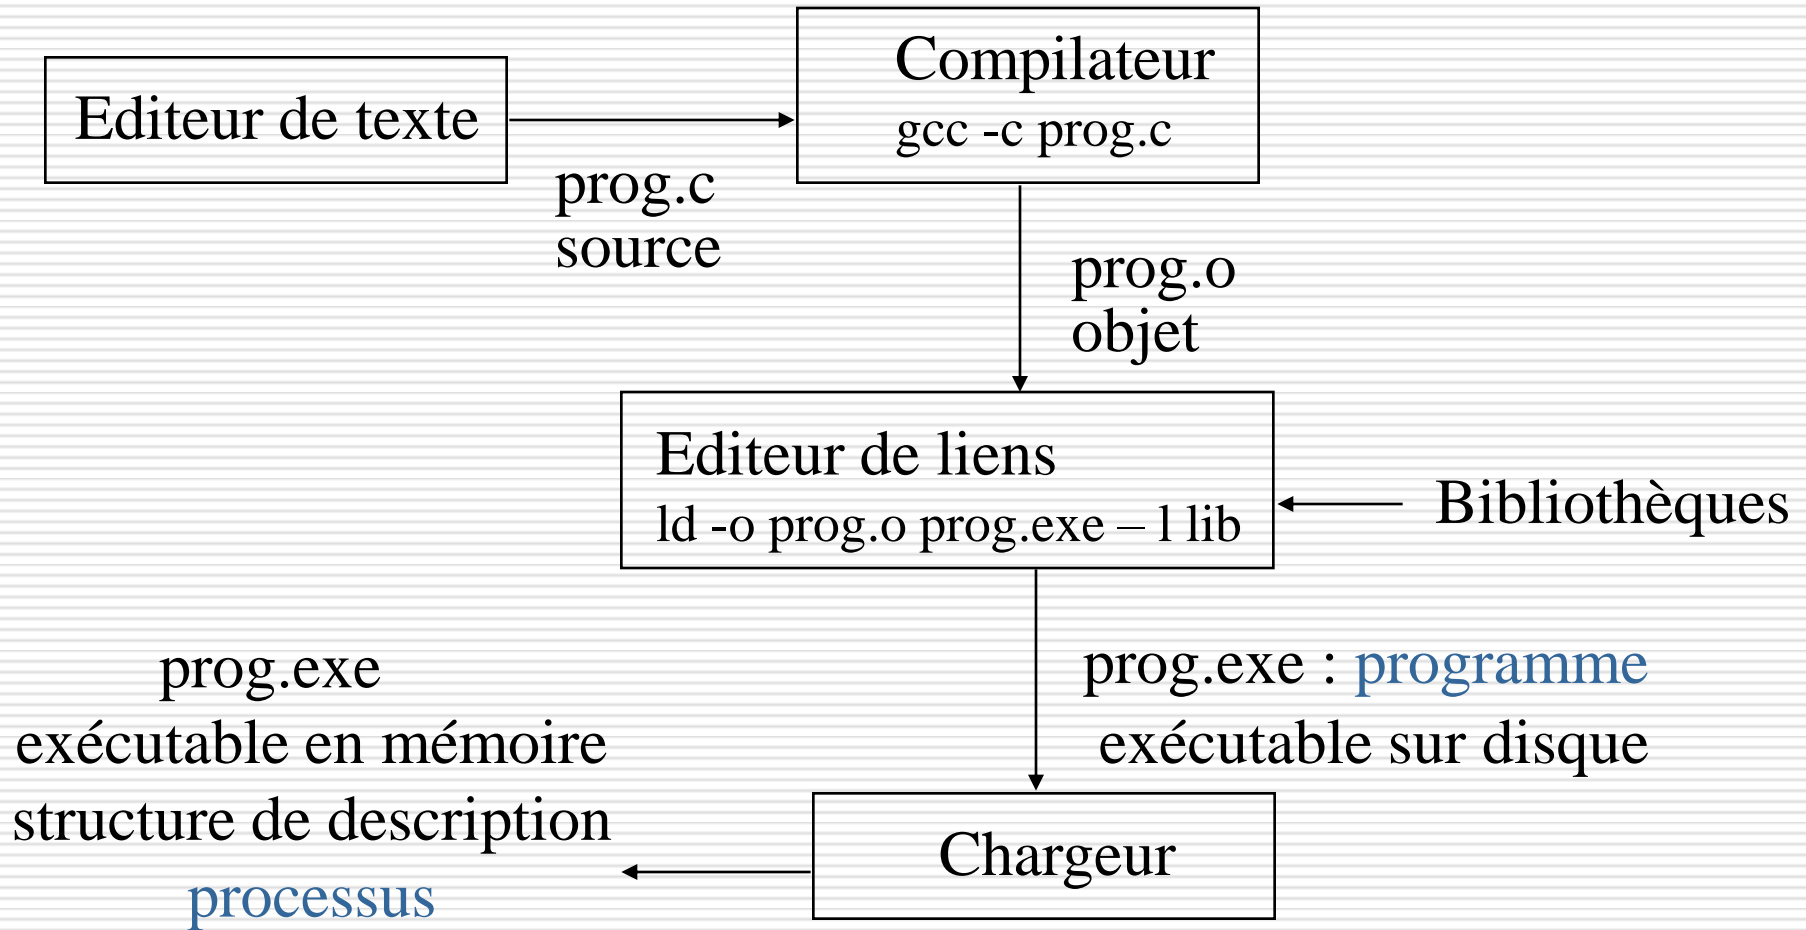 Editeur de texte
Compilateur
gcc -c prog.c
prog.c
source
prog.o
objet
Editeur de liens
ld -o prog.o prog.exe – l lib
Bibliothèques
prog.exe : programme
exécutable sur disque
Chargeur
prog.exe
exécutable en mémoire
structure de description
processus